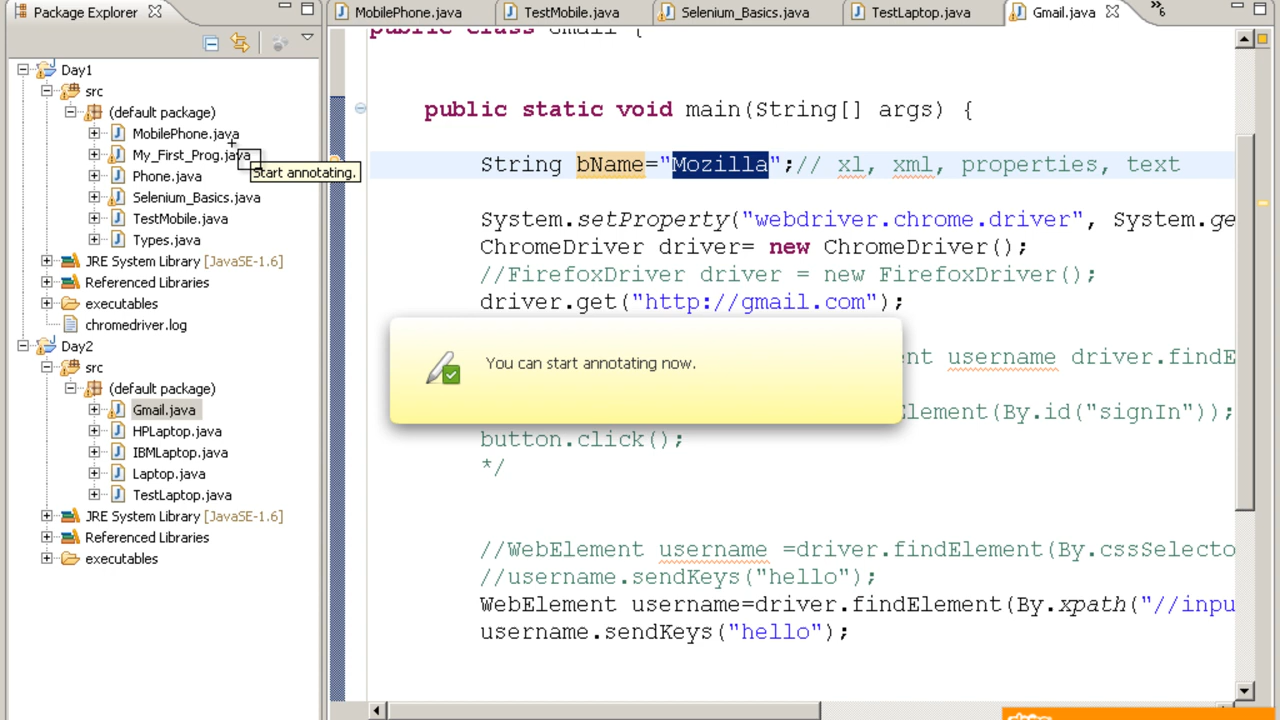 Package Explorer
MobilePhone.java
TestMobile.java
Selenium_Basics.java
TestLaptop.java
Gmail.java
»6
Day1
src
(default package)
MobilePhone.java
My_First_Prog.java
Start annotating.
Phone.java
Selenium_Basics.java
TestMobile.java
Types.java
JRE System Library [JavaSE-1.6]
Referenced Libraries
executables
chromedriver.log
Day2
src
(default package)
Gmail.java
HPLaptop.java
IBMLaptop.java
Laptop.java
TestLaptop.java
JRE System Library [JavaSE-1.6]
Referenced Libraries
executables
public class Gmail {
public static void main(String[] args) {
String bName="Mozilla";// xl, xml, properties, text
System.setProperty("webdriver.chrome.driver", System.ge
ChromeDriver driver= new ChromeDriver();
//FirefoxDriver driver = new FirefoxDriver();
driver.get("http://gmail.com");
nt username driver.findE
You can start annotating now.
Element(By.id("signIn"));
button.click();
*/
//WebElement username =driver.findElement(By.cssSelecto
//username.sendKeys("hello");
WebElement username=driver.findElement(By.xpath("//inpu
username.sendKeys("hello");